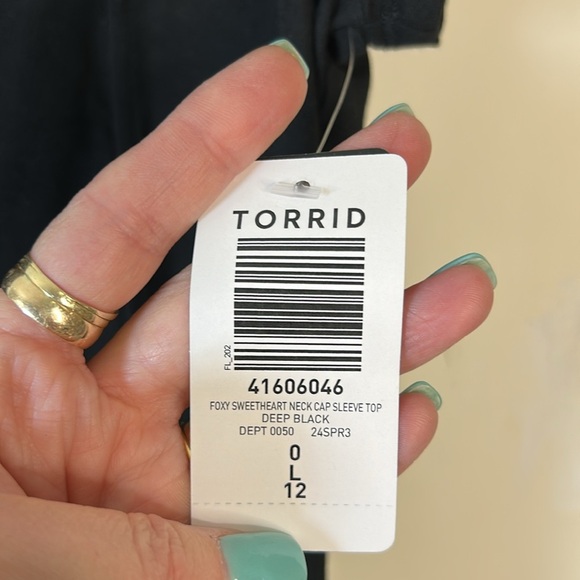 TORRID
FL_202
41606046
FOXY SWEETHEART NECK CAP SLEEVE TOP
DEEP BLACK
DEPT 0050 24SPR3
0
L
12